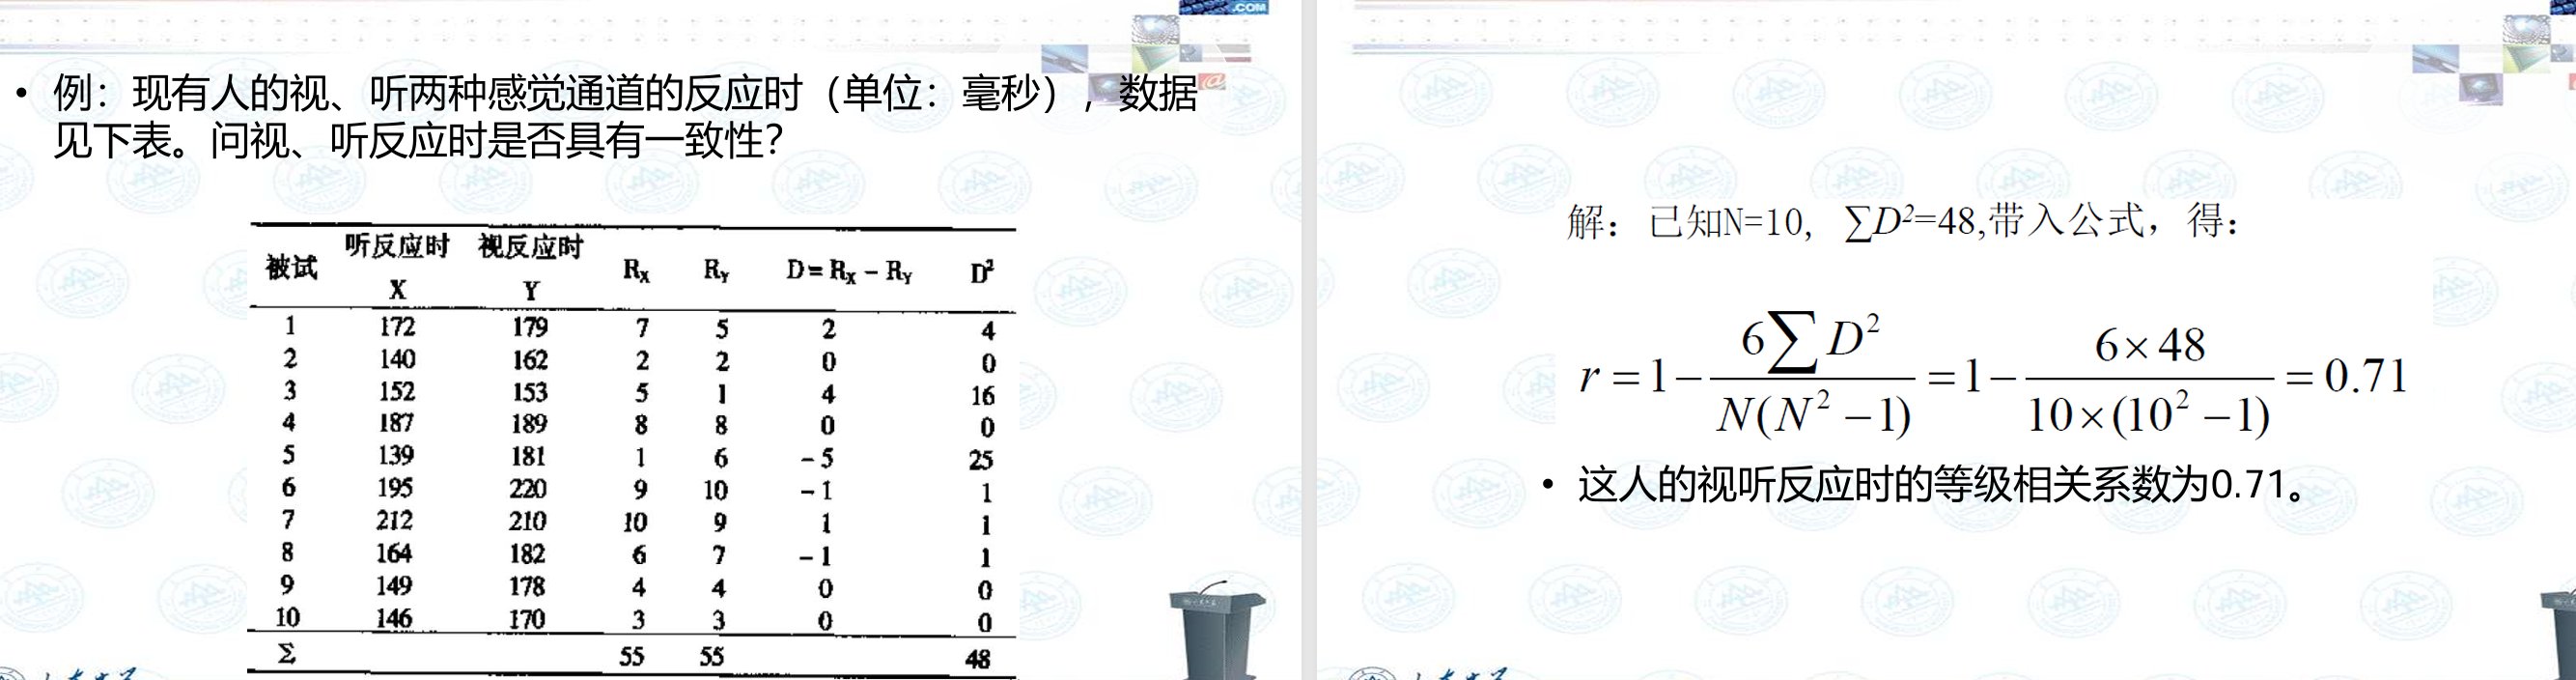 .COM
• 例：现有人的视、听两种感觉通道的反应时（单位：毫秒），数据
见下表。问视、听反应时是否具有一致性？
被试 听反应时 X 视反应时 Y Rx RY D = Rx - RY D²
1 172 179 7 5 2 4
2 140 162 2 2 0 0
3 152 153 5 1 4 16
4 187 189 8 8 0 0
5 139 181 1 6 -5 25
6 195 220 9 10 -1 1
7 212 210 10 9 1 1
8 164 182 6 7 -1 1
9 149 178 4 4 0 0
10 146 170 3 3 0 0
Σ 55 55 48
解：已知N=10, ∑D²=48,带入公式，得：
r = 1 - 6∑D² / N(N² - 1) = 1 - 6×48 / 10×(10² - 1) = 0.71
• 这人的视听反应时的等级相关系数为0.71。